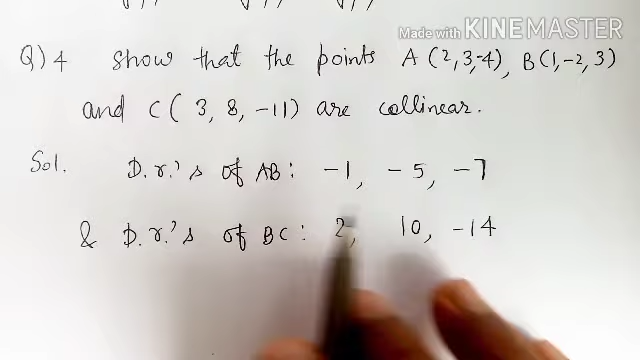 Made with KINEMASTER
Q) 4 Show that the points A (2, 3, -4), B (1, -2, 3)
and C ( 3, 8, -11) are collinear.
Sol. D.r.'s of AB : -1, -5, -7
& D.r.'s of BC : 2, 10, -14